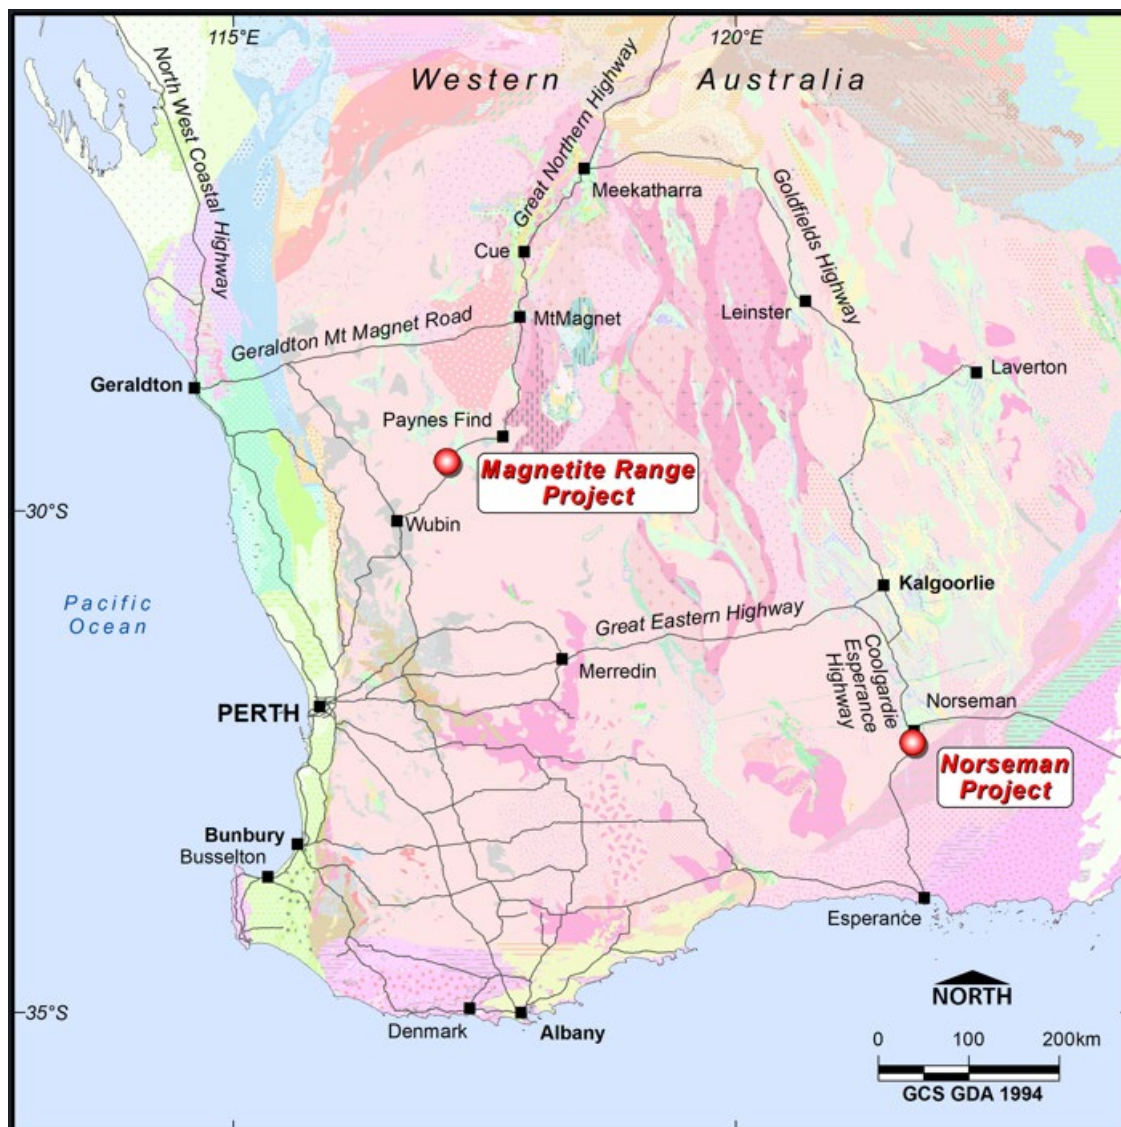 115°E
120°E
Western Australia
North West Coastal Highway
Great Northern Highway
Meekatharra
Goldfields Highway
Cue
Leinster
MtMagnet
Geraldton Mt Magnet Road
Laverton
Geraldton
Paynes Find
Magnetite Range
Project
30°S
Wubin
Kalgoorlie
Pacific
Ocean
Great Eastern Highway
Merredin
Coolgardie
Esperance
Highway
Norseman
PERTH
Norseman
Project
Bunbury
Busselton
Esperance
NORTH
35°S
Denmark
Albany
0 100 200km
GCS GDA 1994